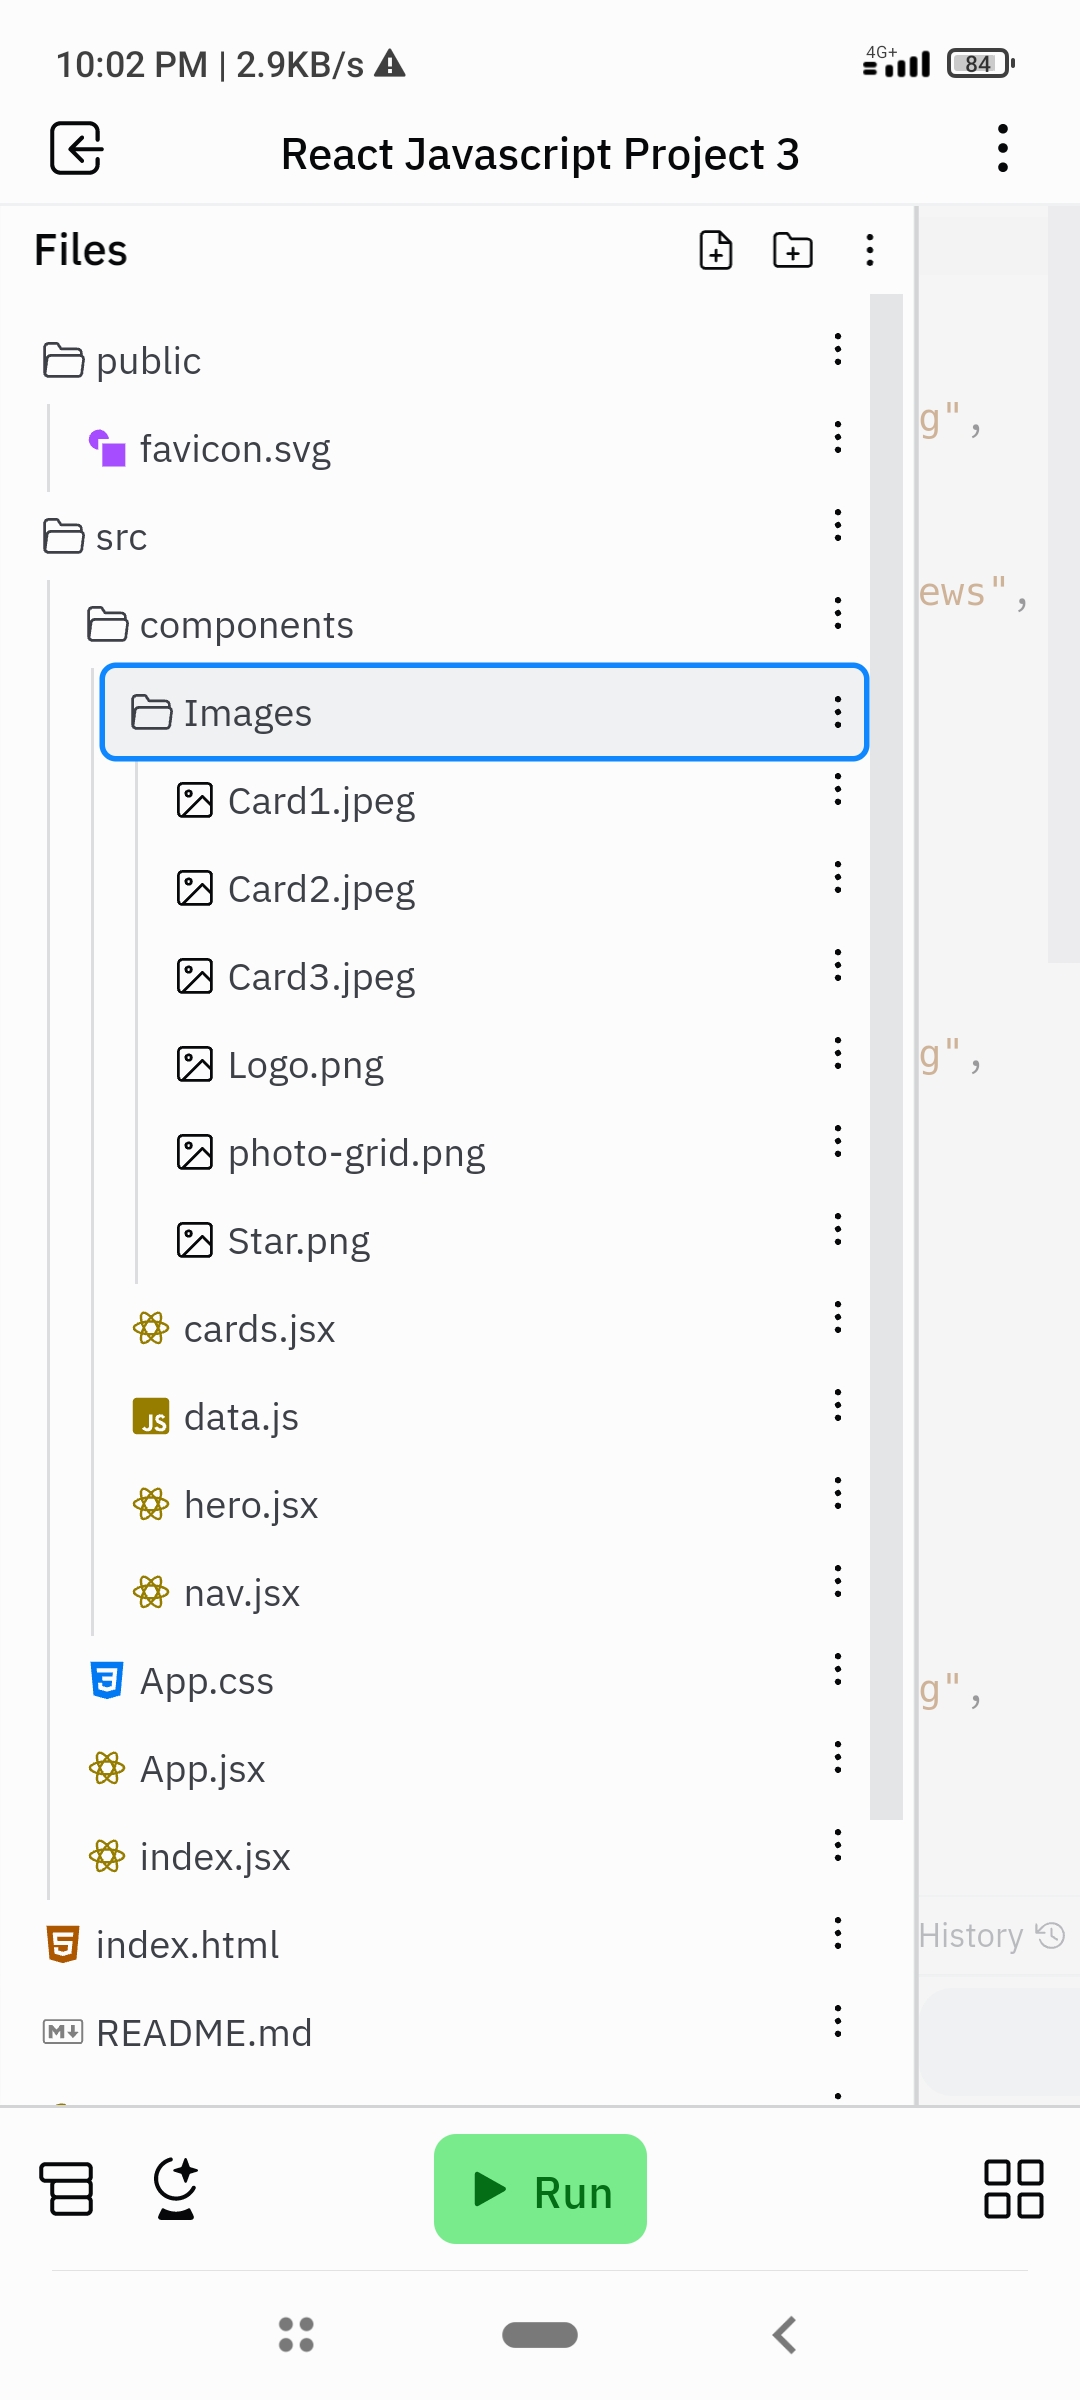 10:02 PM | 2.9KB/s
4G+
84
React Javascript Project 3
Files
public
g",
favicon.svg
src
ews",
components
Images
Card1.jpeg
Card2.jpeg
Card3.jpeg
Logo.png
g",
photo-grid.png
Star.png
cards.jsx
JS data.js
hero.jsx
nav.jsx
3 App.css
g",
App.jsx
index.jsx
5 index.html
History
M README.md
Run